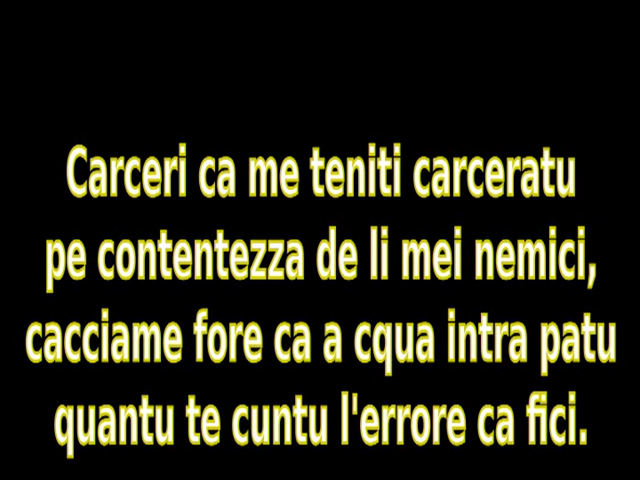 Carceri ca me teniti carceratu
pe contentezza de li mei nemici,
cacciame fore ca a cqua intra patu
quantu te cuntu l'errore ca fici.